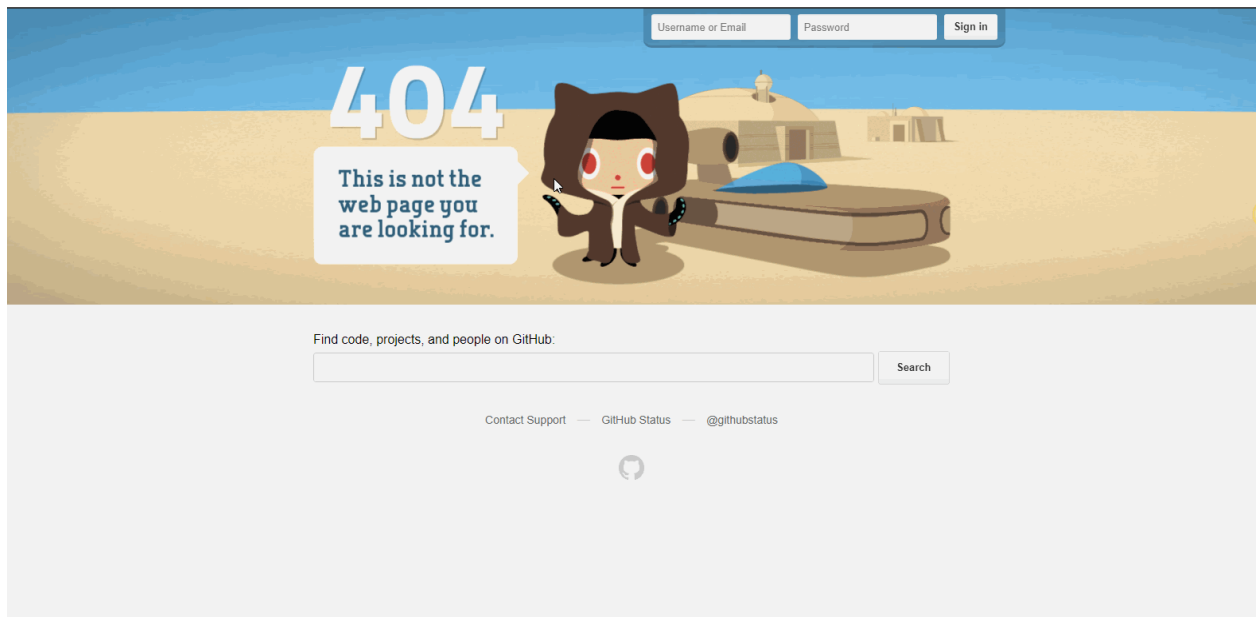 Username or Email Password Sign in
404
This is not the
web page you
are looking for.
Find code, projects, and people on GitHub:
Search
Contact Support — GitHub Status — @githubstatus